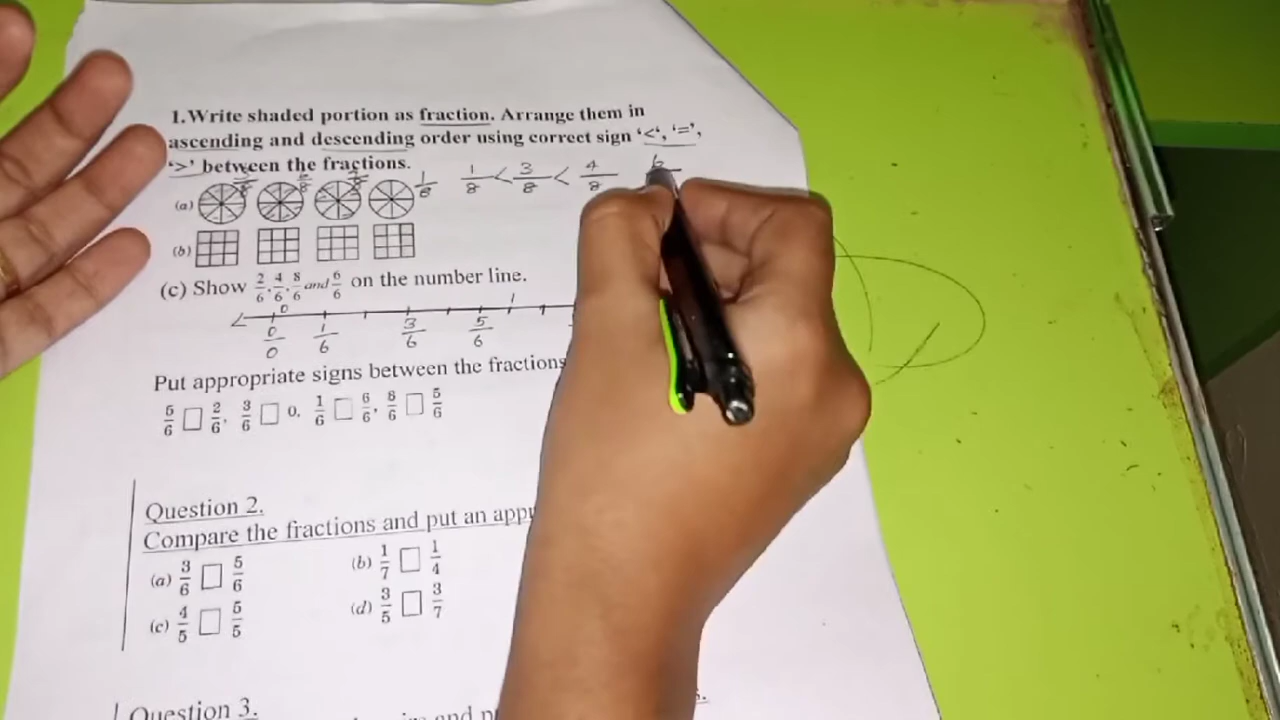 1. Write shaded portion as fraction. Arrange them in
ascending and descending order using correct sign ‘<‘, ‘=’,
‘>’ between the fractions.
(a) 1/8 1/8 < 3/8 < 4/8 6
(b)
(c) Show 2/6, 4/6, 8/6 and 6/6 on the number line.
0 1
0/0 1/6 3/6 5/6
Put appropriate signs between the fractions
5/6 □ 2/6, 3/6 □ 0, 1/6 □ 6/6, 8/6 □ 5/6
Question 2.
Compare the fractions and put an
(a) 3/6 □ 5/6 (b) 1/7 □ 1/4
(c) 4/5 □ 5/5 (d) 3/5 □ 3/7
Question 3.